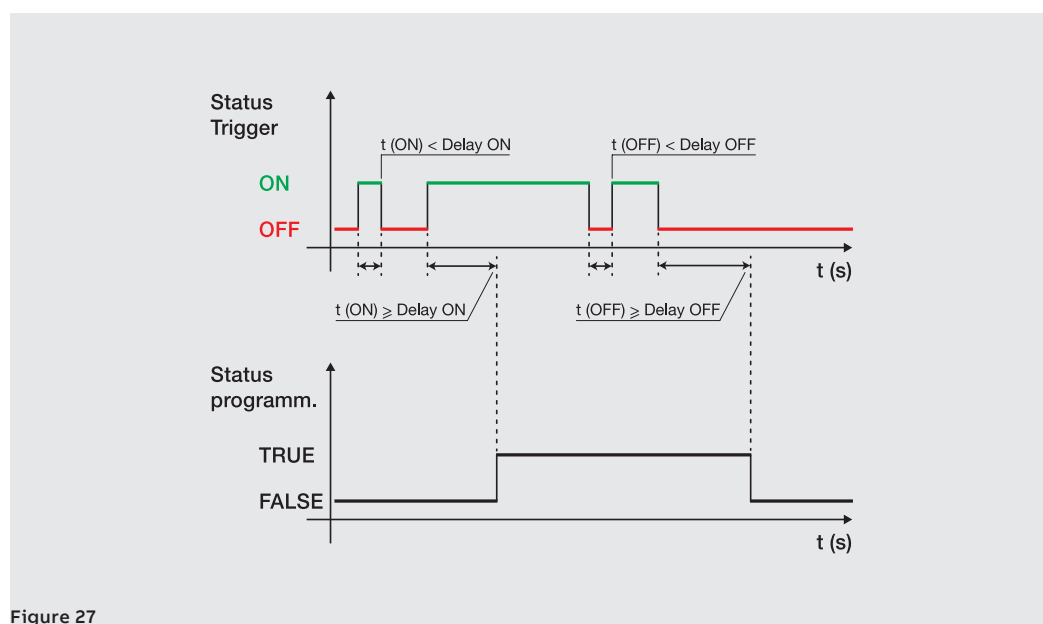 Status
Trigger
t (ON) < Delay ON
t (OFF) < Delay OFF
ON
OFF
t (s)
t (ON) ⩾ Delay ON
t (OFF) ⩾ Delay OFF
Status
programm.
TRUE
FALSE
t (s)
Figure 27